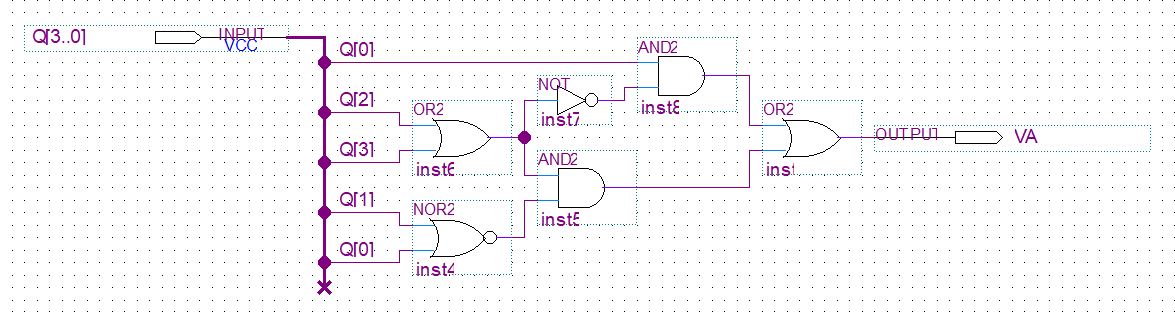 Q[3..0]
INPUT
VCC
Q[0]
AND2
inst8
NOT
inst7
Q[2]
OR2
Q[3]
inst6
OR2
inst
OUTPUT
VA
AND2
inst5
Q[1]
NOR2
Q[0]
inst4